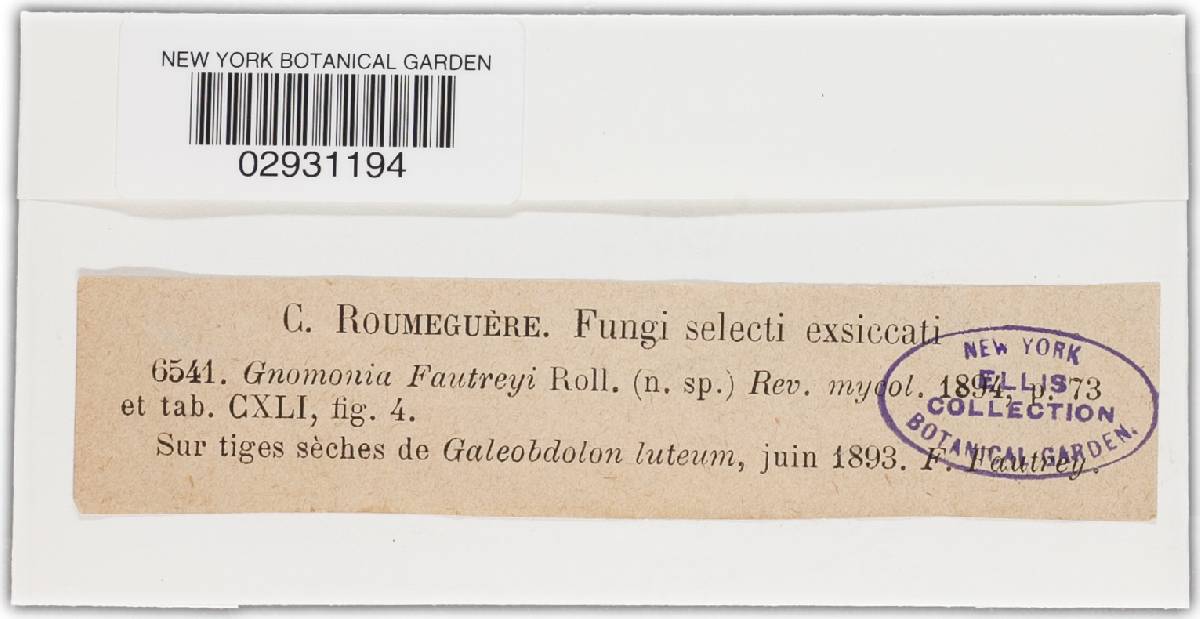 NEW YORK BOTANICAL GARDEN
02931194
C. ROUMEGUÈRE. Fungi selecti exsiccati
6541. Gnomonia Fautreyi Roll. (n. sp.) Rev. mycol. 1894, p. 73
et tab. CXLI, fig. 4.
Sur tiges sèches de Galeobdolon luteum, juin 1893. F. Fautrey.
NEW YORK
ELLIS
COLLECTION
BOTANICAL GARDEN.